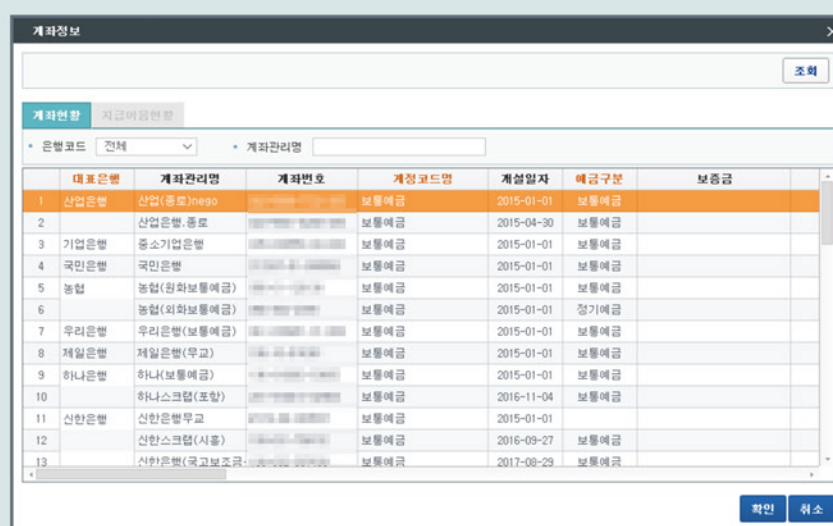 계좌정보
조회
계좌현황 지급어음현황
• 은행코드 전체 • 계좌관리명
대표은행 계좌관리명 계좌번호 계정코드명 개설일자 예금구분 보증금
1 산업은행 산업(종로)nego 보통예금 2015-01-01 보통예금
2 산업은행.종로 보통예금 2015-04-30 보통예금
3 기업은행 중소기업은행 보통예금 2015-01-01 보통예금
4 국민은행 국민은행 보통예금 2015-01-01 보통예금
5 농협 농협(원화보통예금) 보통예금 2015-01-01 보통예금
6 농협(외화보통예금) 보통예금 2015-01-01 정기예금
7 우리은행 우리은행(보통예금) 보통예금 2015-01-01 보통예금
8 제일은행 제일은행(무교) 보통예금 2015-01-01 보통예금
9 하나은행 하나(보통예금) 보통예금 2015-01-01 보통예금
10 하나스크랩(포항) 보통예금 2016-11-04 보통예금
11 신한은행 신한은행무교 보통예금 2015-01-01
12 신한스크랩(시흥) 보통예금 2016-09-27 보통예금
13 신한은행(국고보조금- 보통예금 2017-08-29 보통예금
확인 취소